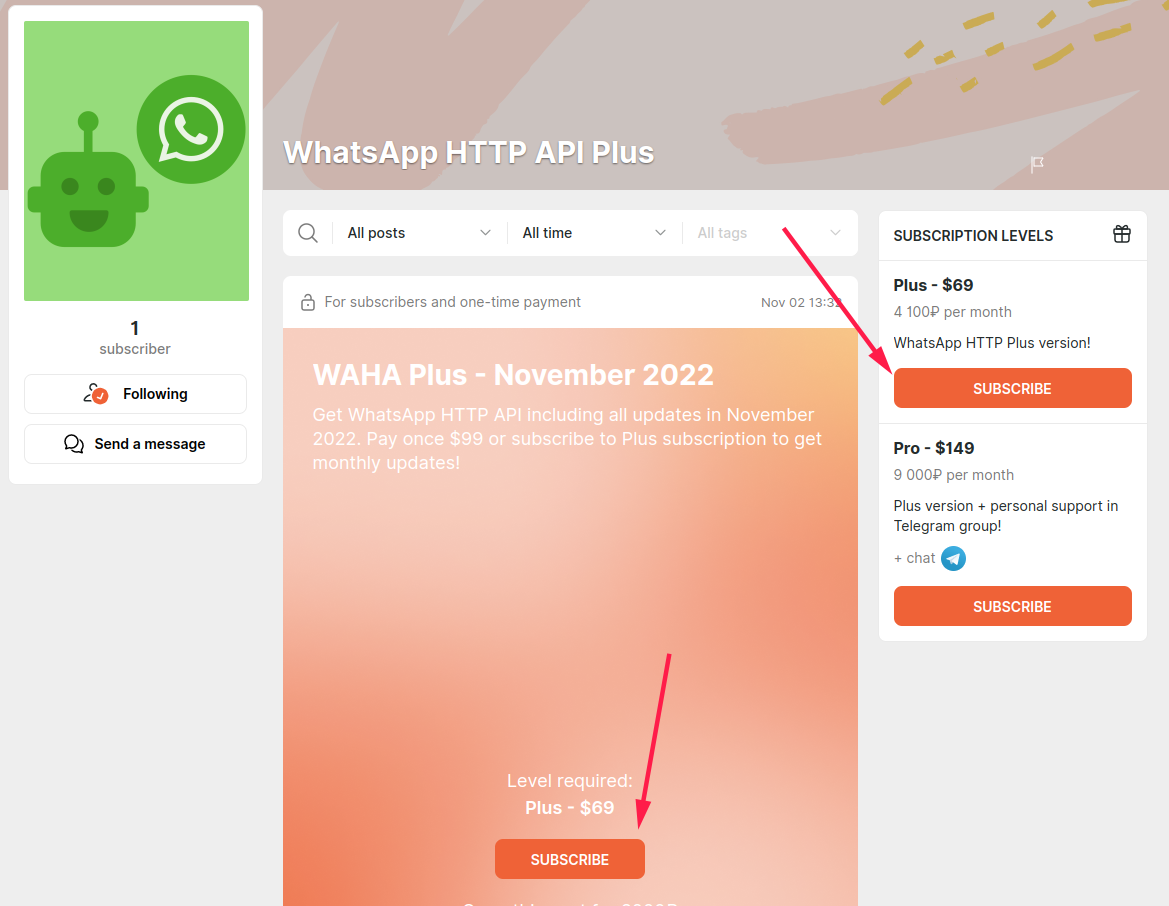 WhatsApp HTTP API Plus
1
subscriber
Following
Send a message
All posts
All time
All tags
For subscribers and one-time payment
Nov 02 13:32
WAHA Plus - November 2022
Get WhatsApp HTTP API including all updates in November
2022. Pay once $99 or subscribe to Plus subscription to get
monthly updates!
Level required:
Plus - $69
SUBSCRIBE
SUBSCRIPTION LEVELS
Plus - $69
4 100₽ per month
WhatsApp HTTP Plus version!
SUBSCRIBE
Pro - $149
9 000₽ per month
Plus version + personal support in
Telegram group!
+ chat
SUBSCRIBE